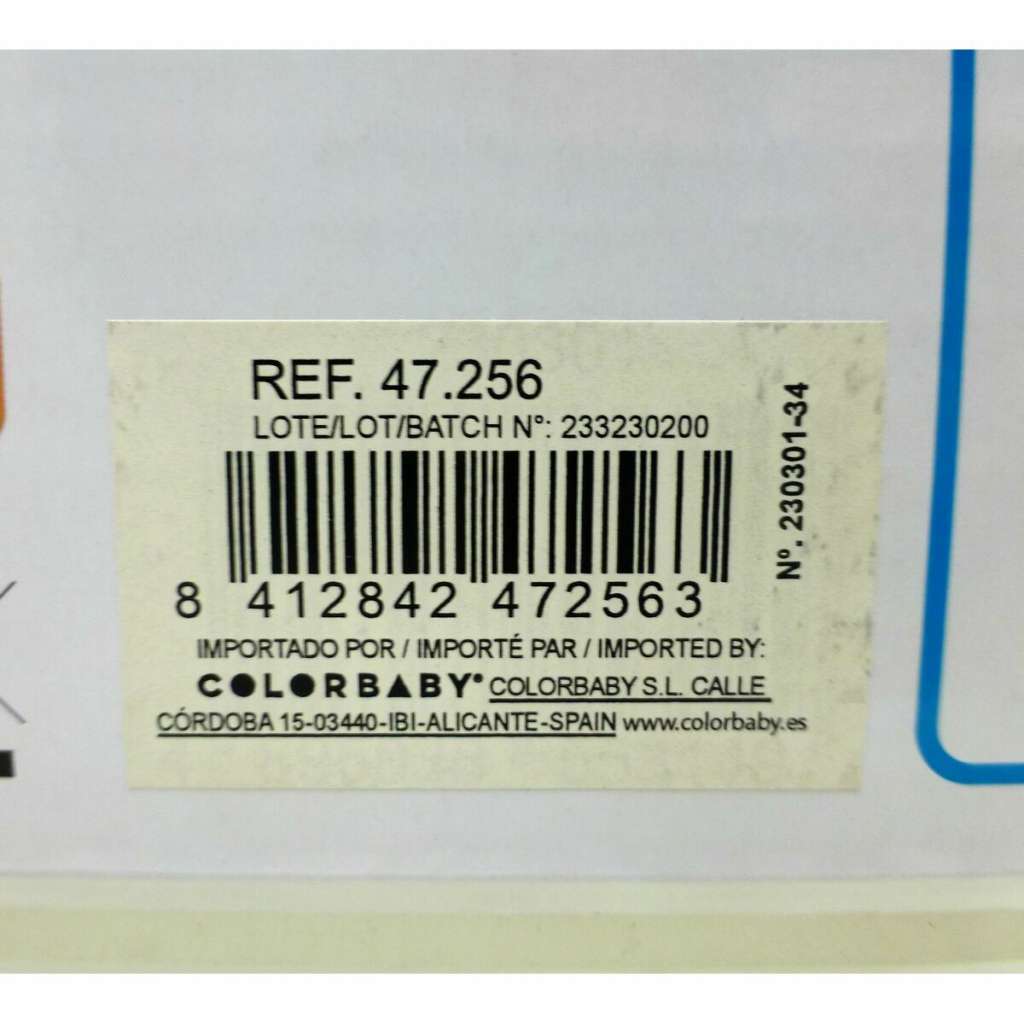 REF. 47.256
LOTE/LOT/BATCH N°: 233230200
8 412842 472563
IMPORTADO POR / IMPORTÉ PAR / IMPORTED BY:
COLORBABY® COLORBABY S.L. CALLE
CÓRDOBA 15-03440-IBI-ALICANTE-SPAIN www.colorbaby.es
Nº. 230301-34